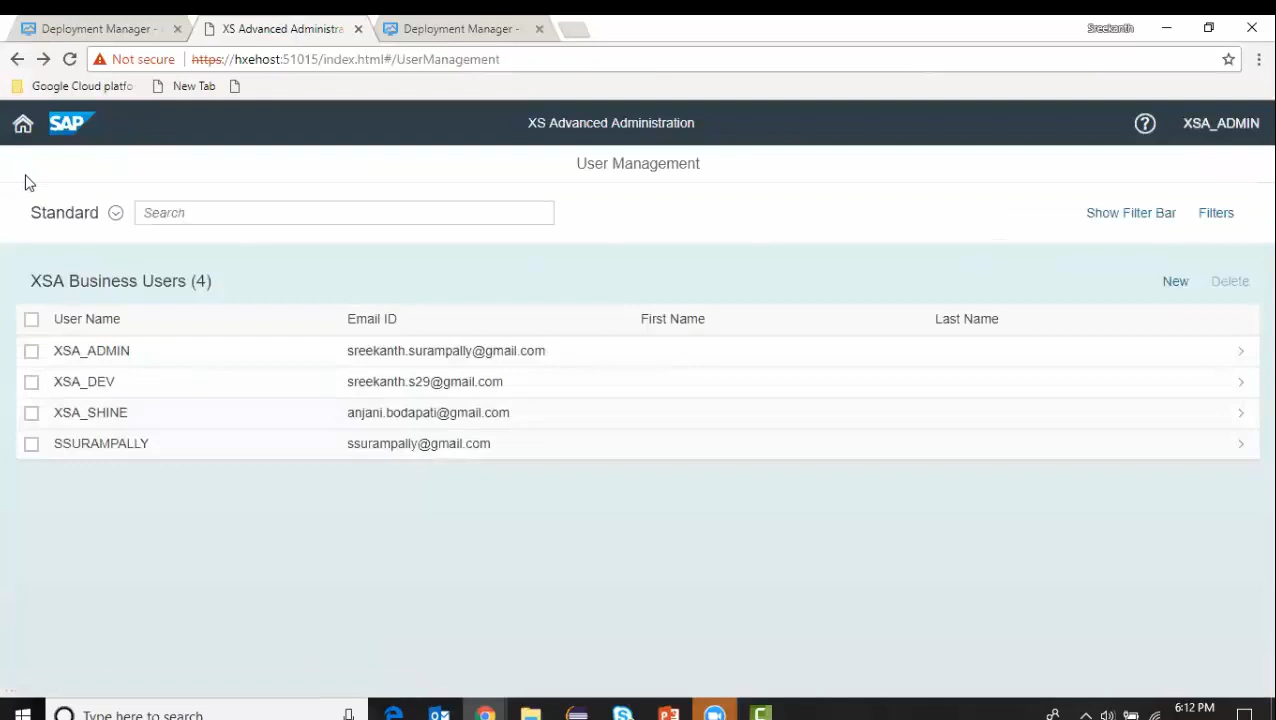 Deployment Manager -
XS Advanced Administra
Deployment Manager -
Sreekanth
Not secure https://hxehost:51015/index.html#/UserManagement
Google Cloud platfo New Tab
SAP XS Advanced Administration ? XSA_ADMIN
User Management
Standard Search Show Filter Bar Filters
XSA Business Users (4) New Delete
User Name Email ID First Name Last Name
XSA_ADMIN sreekanth.surampally@gmail.com
XSA_DEV sreekanth.s29@gmail.com
XSA_SHINE anjani.bodapati@gmail.com
SSURAMPALLY ssurampally@gmail.com
Type here to search 6:12 PM